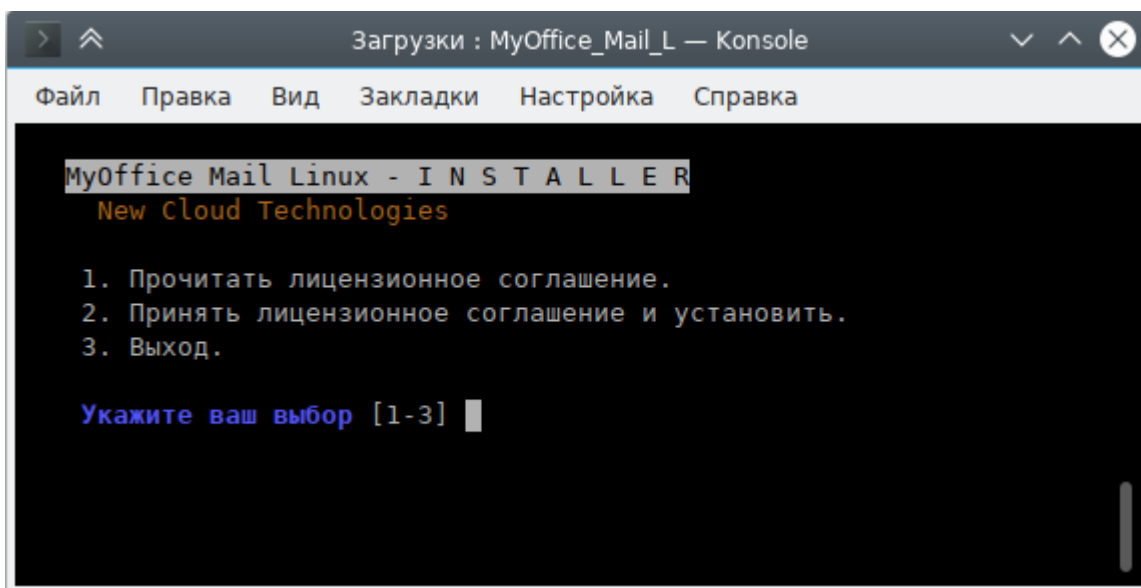 Загрузки : MyOffice_Mail_L — Konsole
Файл Правка Вид Закладки Настройка Справка
MyOffice Mail Linux - I N S T A L L E R
New Cloud Technologies
1. Прочитать лицензионное соглашение.
2. Принять лицензионное соглашение и установить.
3. Выход.
Укажите ваш выбор [1-3]